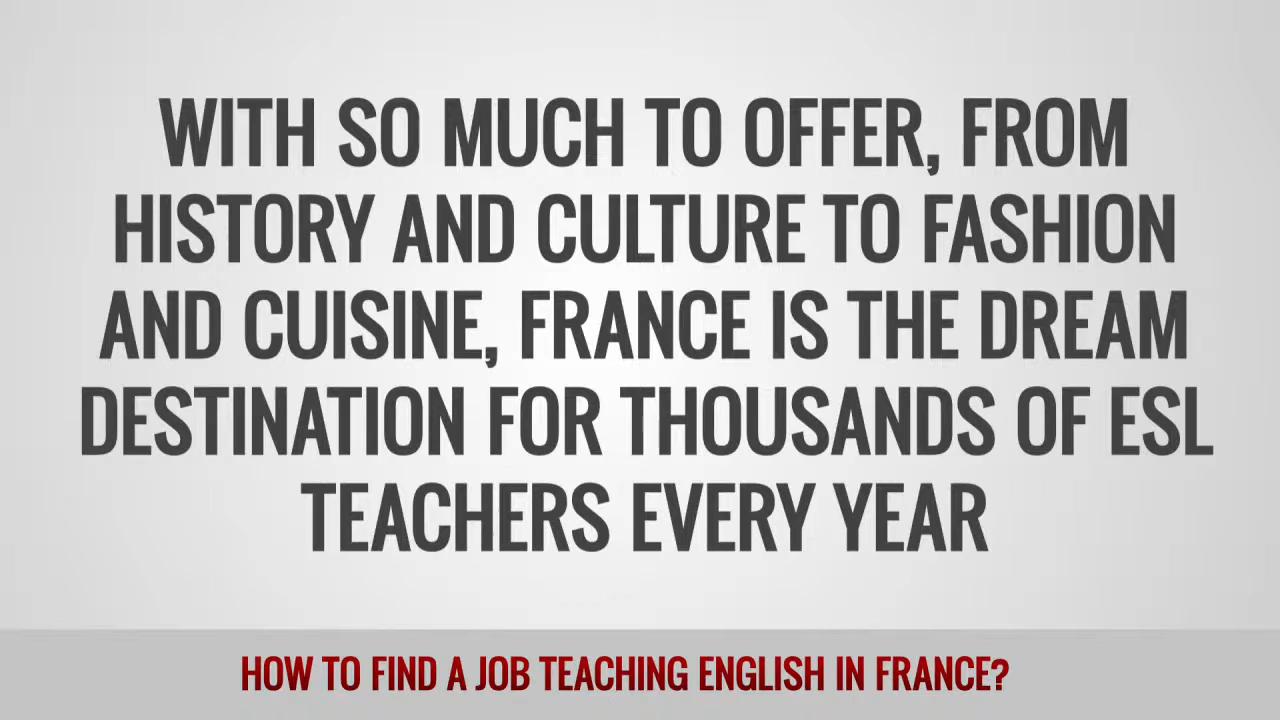 WITH SO MUCH TO OFFER, FROM
HISTORY AND CULTURE TO FASHION
AND CUISINE, FRANCE IS THE DREAM
DESTINATION FOR THOUSANDS OF ESL
TEACHERS EVERY YEAR
HOW TO FIND A JOB TEACHING ENGLISH IN FRANCE?